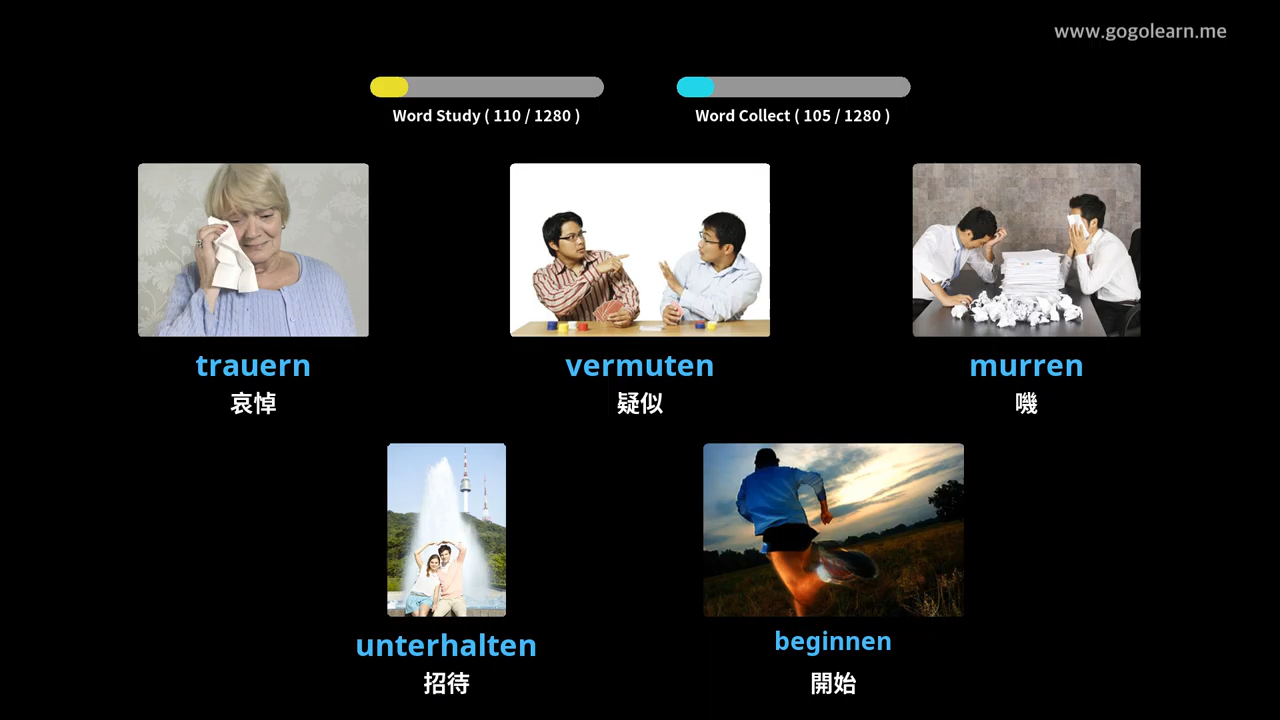 www.gogolearn.me
Word Study ( 110 / 1280 )
Word Collect ( 105 / 1280 )
trauern
哀悼
vermuten
疑似
murren
嘰
unterhalten
招待
beginnen
開始